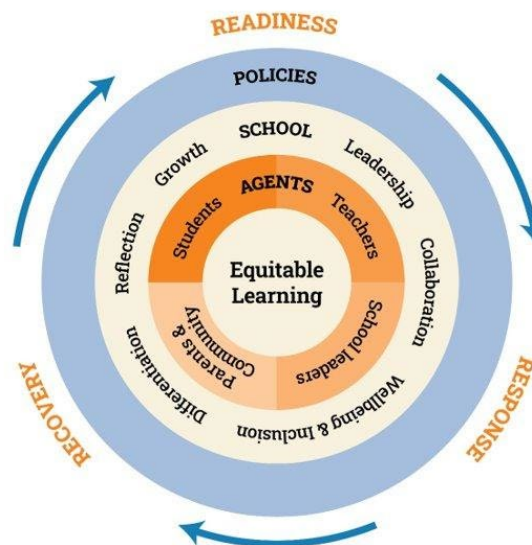 READINESS
POLICIES
SCHOOL
Growth
Leadership
AGENTS
Students
Teachers
Reflection
Collaboration
Equitable
Learning
Parents &
Community
School leaders
Differentiation
Wellbeing & Inclusion
RECOVERY
RESPONSE